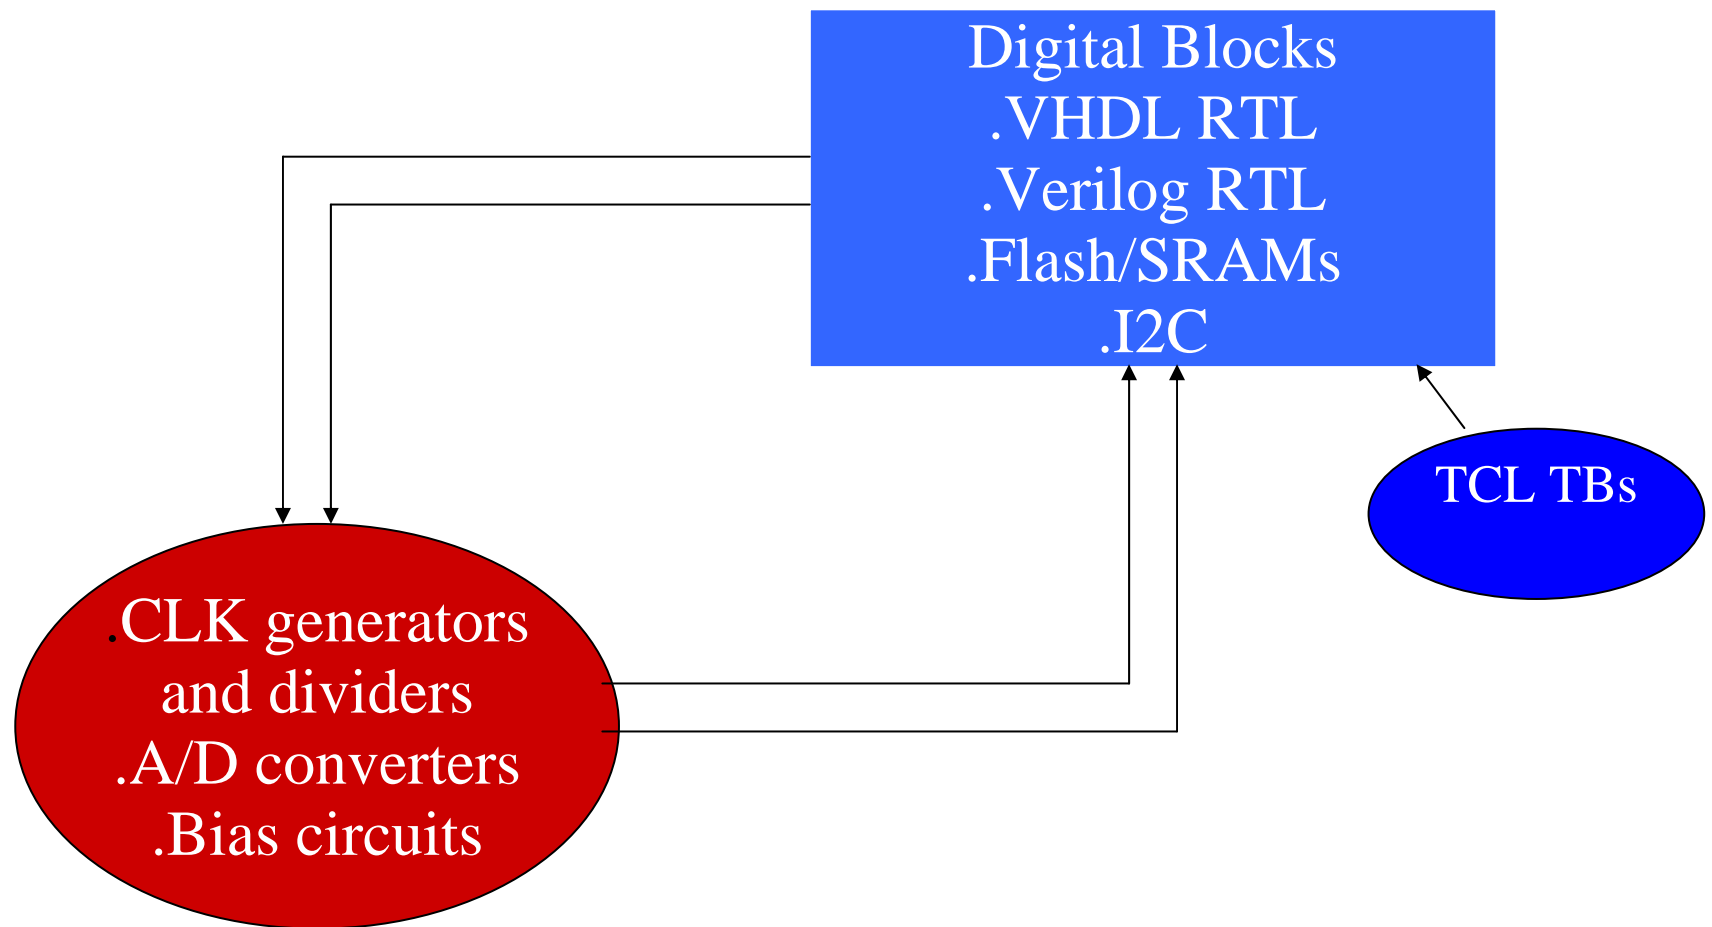 Digital Blocks
.VHDL RTL
.Verilog RTL
.Flash/SRAMs
.I2C
TCL TBs
.CLK generators
and dividers
.A/D converters
.Bias circuits